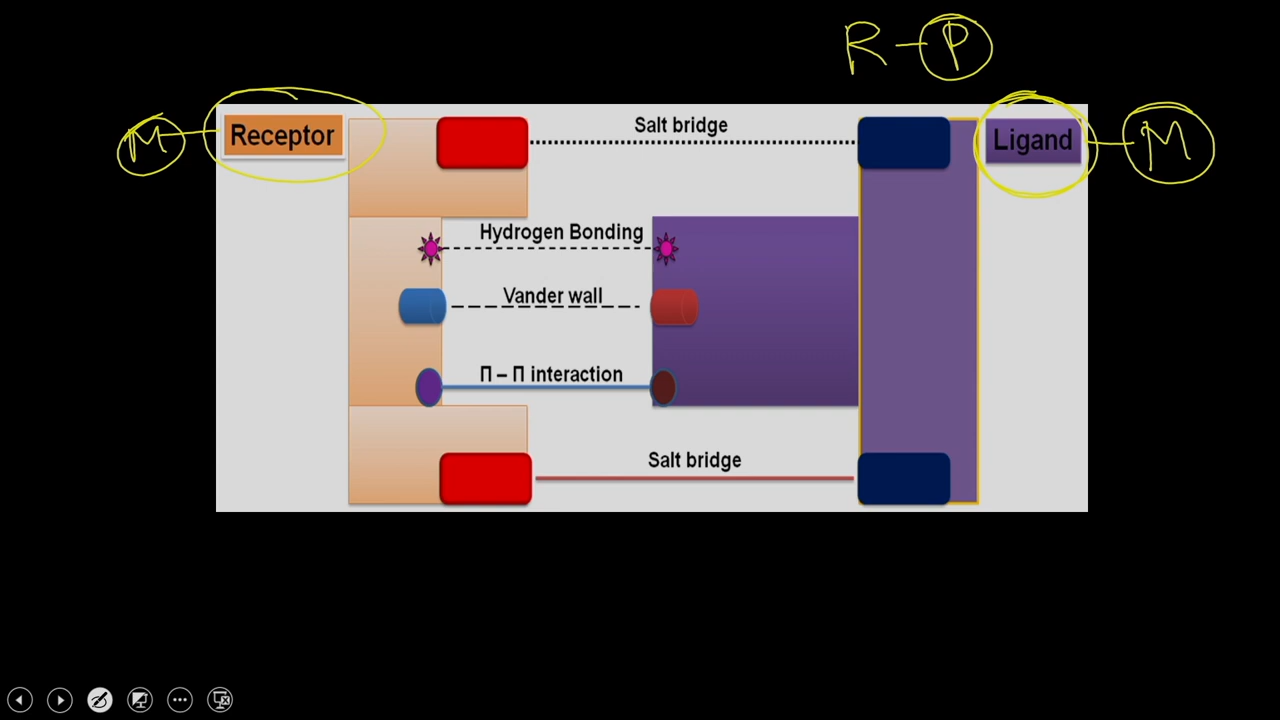 R-P
M
Receptor
Salt bridge
Ligand
M
Hydrogen Bonding
Vander wall
Π – Π interaction
Salt bridge